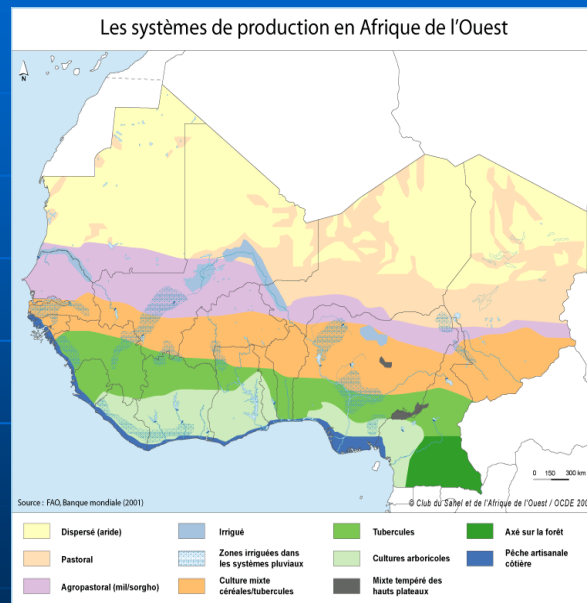 Les systèmes de production en Afrique de l'Ouest
N
0 150 300 km
Source : FAO, Banque mondiale (2001)
© Club du Sahel et de l'Afrique de l'Ouest / OCDE 200
Dispersé (aride)
Pastoral
Agropastoral (mil/sorgho)
Irrigué
Zones irriguées dans
les systèmes pluviaux
Culture mixte
céréales/tubercules
Tubercules
Cultures arboricoles
Mixte tempéré des
hauts plateaux
Axé sur la forêt
Pêche artisanale
côtière